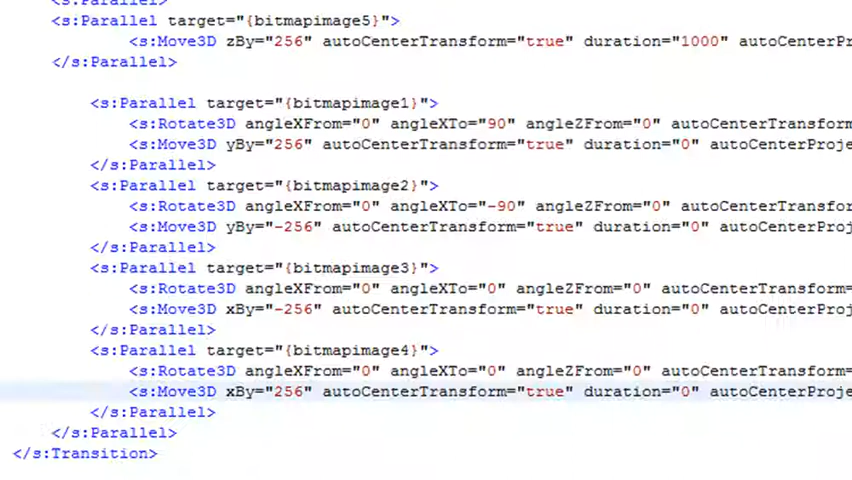 <s:Parallel>
<s:Parallel target="{bitmapimage5}">
<s:Move3D zBy="256" autoCenterTransform="true" duration="1000" autoCenterPr
</s:Parallel>
<s:Parallel target="{bitmapimage1}">
<s:Rotate3D angleXFrom="0" angleXTo="90" angleZFrom="0" autoCenterTransform
<s:Move3D yBy="256" autoCenterTransform="true" duration="0" autoCenterProje
</s:Parallel>
<s:Parallel target="{bitmapimage2}">
<s:Rotate3D angleXFrom="0" angleXTo="-90" angleZFrom="0" autoCenterTransfor
<s:Move3D yBy="-256" autoCenterTransform="true" duration="0" autoCenterProj
</s:Parallel>
<s:Parallel target="{bitmapimage3}">
<s:Rotate3D angleXFrom="0" angleXTo="0" angleZFrom="0" autoCenterTransform=
<s:Move3D xBy="-256" autoCenterTransform="true" duration="0" autoCenterProj
</s:Parallel>
<s:Parallel target="{bitmapimage4}">
<s:Rotate3D angleXFrom="0" angleXTo="0" angleZFrom="0" autoCenterTransform=
<s:Move3D xBy="256" autoCenterTransform="true" duration="0" autoCenterProje
</s:Parallel>
</s:Parallel>
</s:Transition>